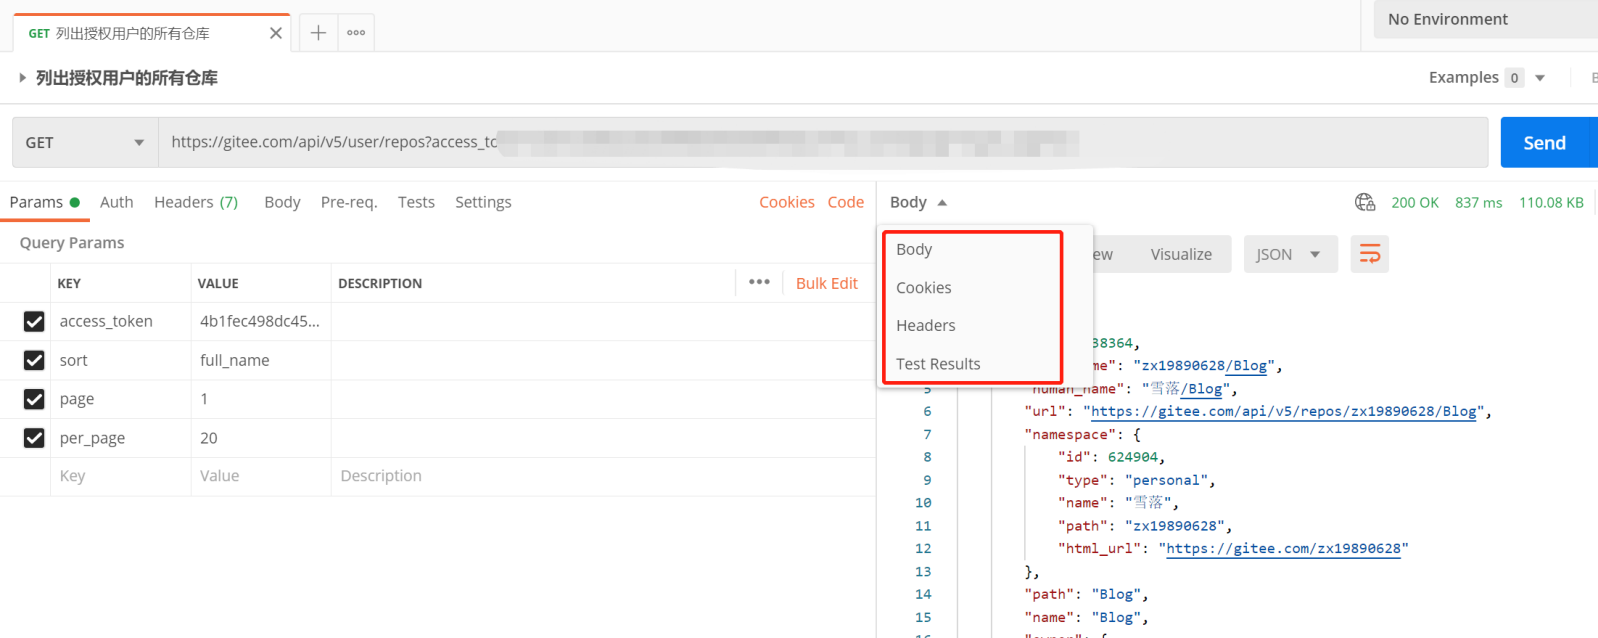 GET 列出授权用户的所有仓库
No Environment
列出授权用户的所有仓库
Examples 0
GET
https://gitee.com/api/v5/user/repos?access_to
Send
Params Auth Headers (7) Body Pre-req. Tests Settings Cookies Code
Body 200 OK 837 ms 110.08 KB
Query Params
KEY VALUE DESCRIPTION ••• Bulk Edit
access_token 4b1fec498dc45...
sort full_name
page 1
per_page 20
Key Value Description
Body
Cookies
Headers
Test Results
ew Visualize JSON
38364,
me": "zx19890628/Blog",
5 "human_name": "雪落/Blog",
6 "url": "https://gitee.com/api/v5/repos/zx19890628/Blog",
7 "namespace": {
8 "id": 624904,
9 "type": "personal",
10 "name": "雪落",
11 "path": "zx19890628",
12 "html_url": "https://gitee.com/zx19890628"
13 },
14 "path": "Blog",
15 "name": "Blog",